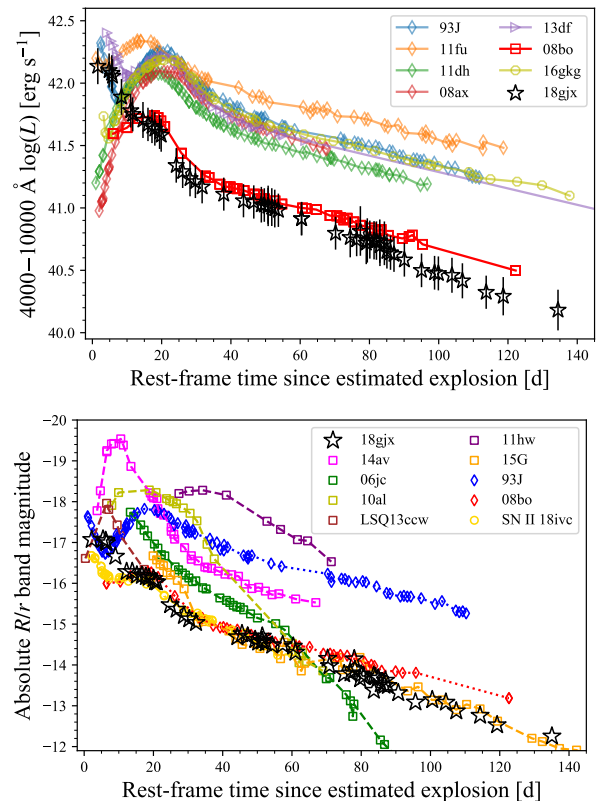 42.5
42.0
41.5
41.0
40.5
40.0
4000−10000 Å log(L) [erg s⁻¹]
93J
11fu
11dh
08ax
13df
08bo
16gkg
18gjx
0 20 40 60 80 100 120 140
Rest-frame time since estimated explosion [d]
−20
−19
−18
−17
−16
−15
−14
−13
−12
Absolute R/r band magnitude
18gjx
14av
06jc
10al
LSQ13ccw
11hw
15G
93J
08bo
SN II 18ivc
0 20 40 60 80 100 120 140
Rest-frame time since estimated explosion [d]